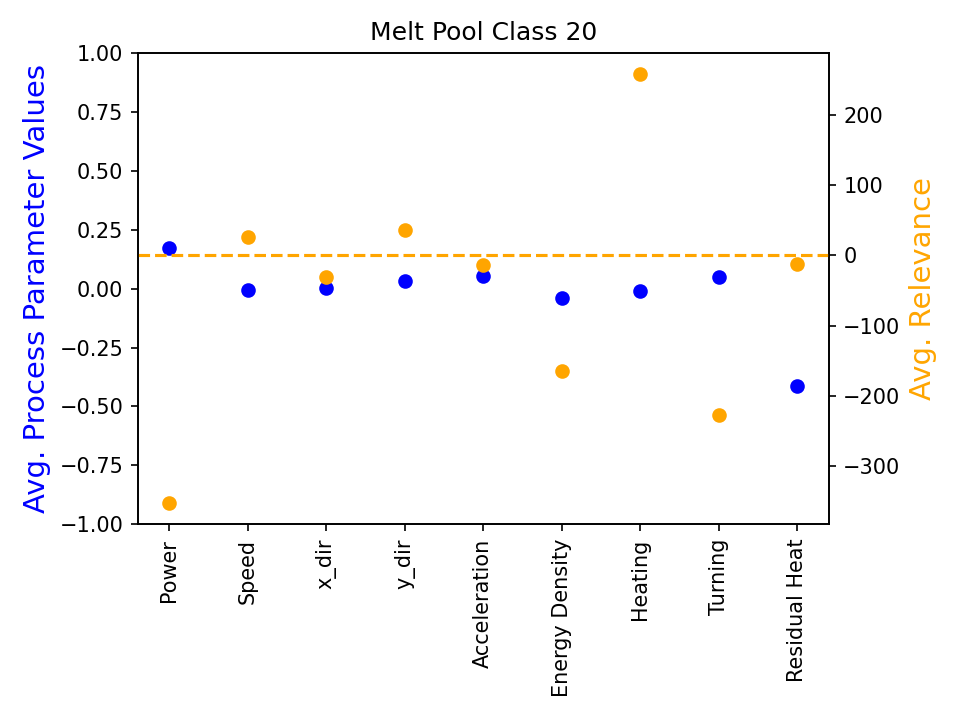 Melt Pool Class 20
Avg. Process Parameter Values
1.00
0.75
0.50
0.25
0.00
−0.25
−0.50
−0.75
−1.00
200
100
0
−100
−200
−300
Avg. Relevance
Power
Speed
x_dir
y_dir
Acceleration
Energy Density
Heating
Turning
Residual Heat